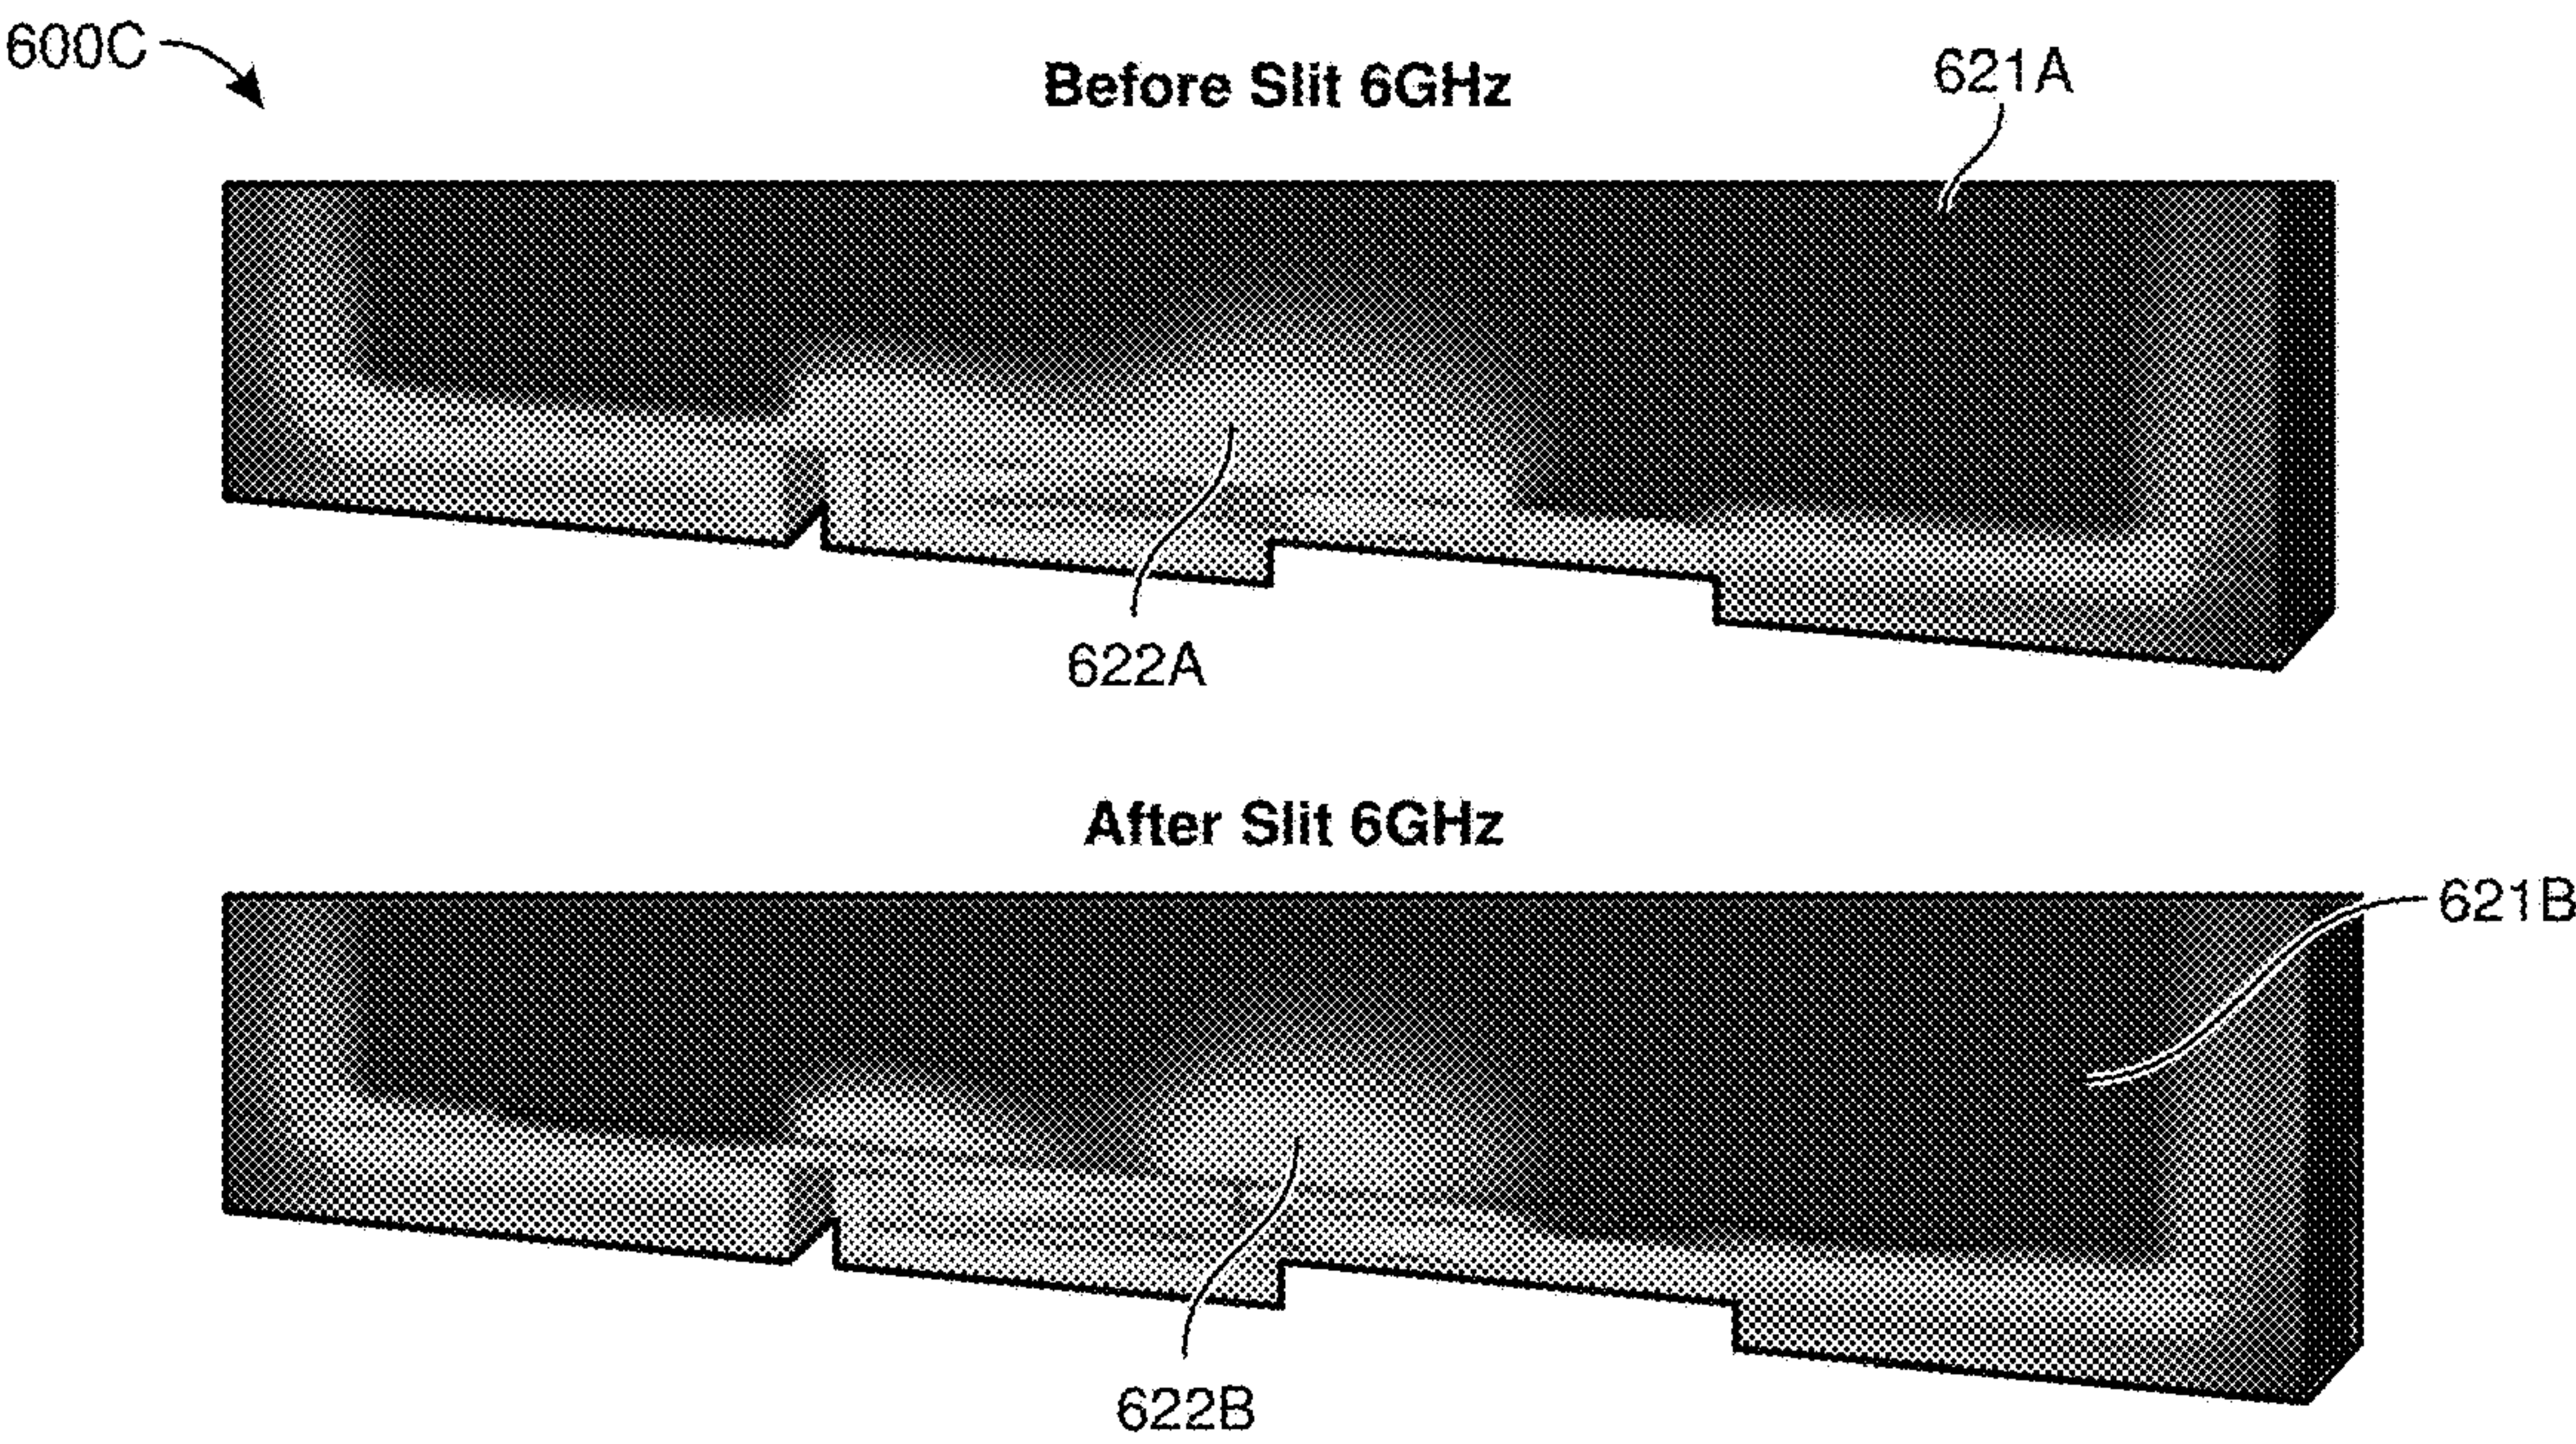 600C
Before Slit 6GHz
621A
622A
After Slit 6GHz
621B
622B